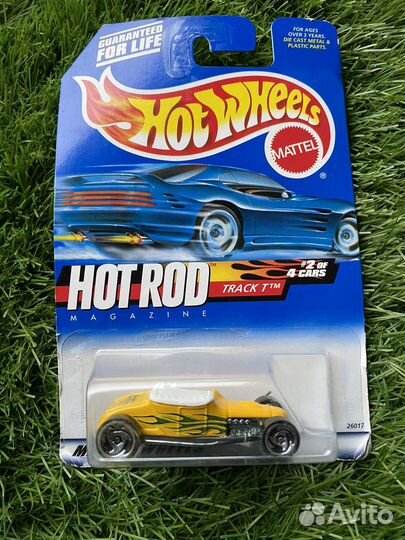 GUARANTEED
FOR LIFE
FOR AGES
OVER 3 YEARS.
DIE CAST METAL &
PLASTIC PARTS.
HOT WHEELS
®
MATTEL
HOT ROD™
MAGAZINE
TRACK T™
#2 OF
4 CARS
26017
Avito